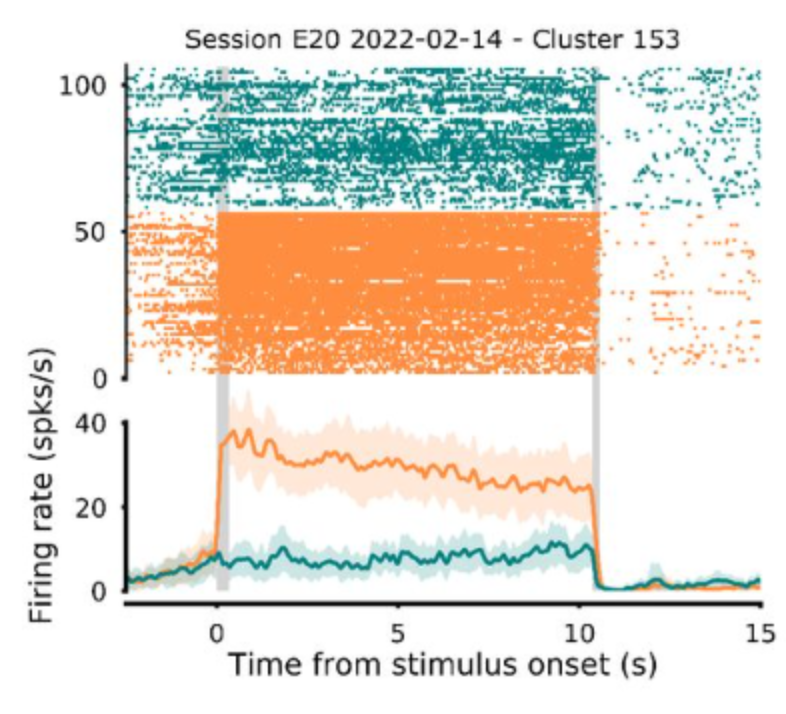 Session E20 2022-02-14 - Cluster 153
100
50
0
40
20
0
Firing rate (spks/s)
0 5 10 15
Time from stimulus onset (s)